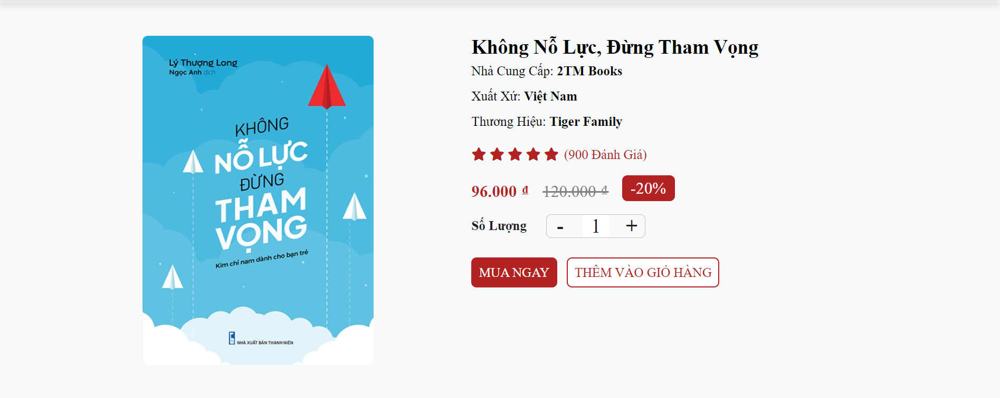 Lý Thượng Long
Ngọc Anh dịch
KHÔNG
NỖ LỰC
ĐỪNG
THAM
VỌNG
Kim chỉ nam dành cho bạn trẻ
NHÀ XUẤT BẢN THANH NIÊN
Không Nỗ Lực, Đừng Tham Vọng
Nhà Cung Cấp: 2TM Books
Xuất Xứ: Việt Nam
Thương Hiệu: Tiger Family
(900 Đánh Giá)
96.000 ₫ 120.000 ₫ -20%
Số Lượng - 1 +
MUA NGAY THÊM VÀO GIỎ HÀNG